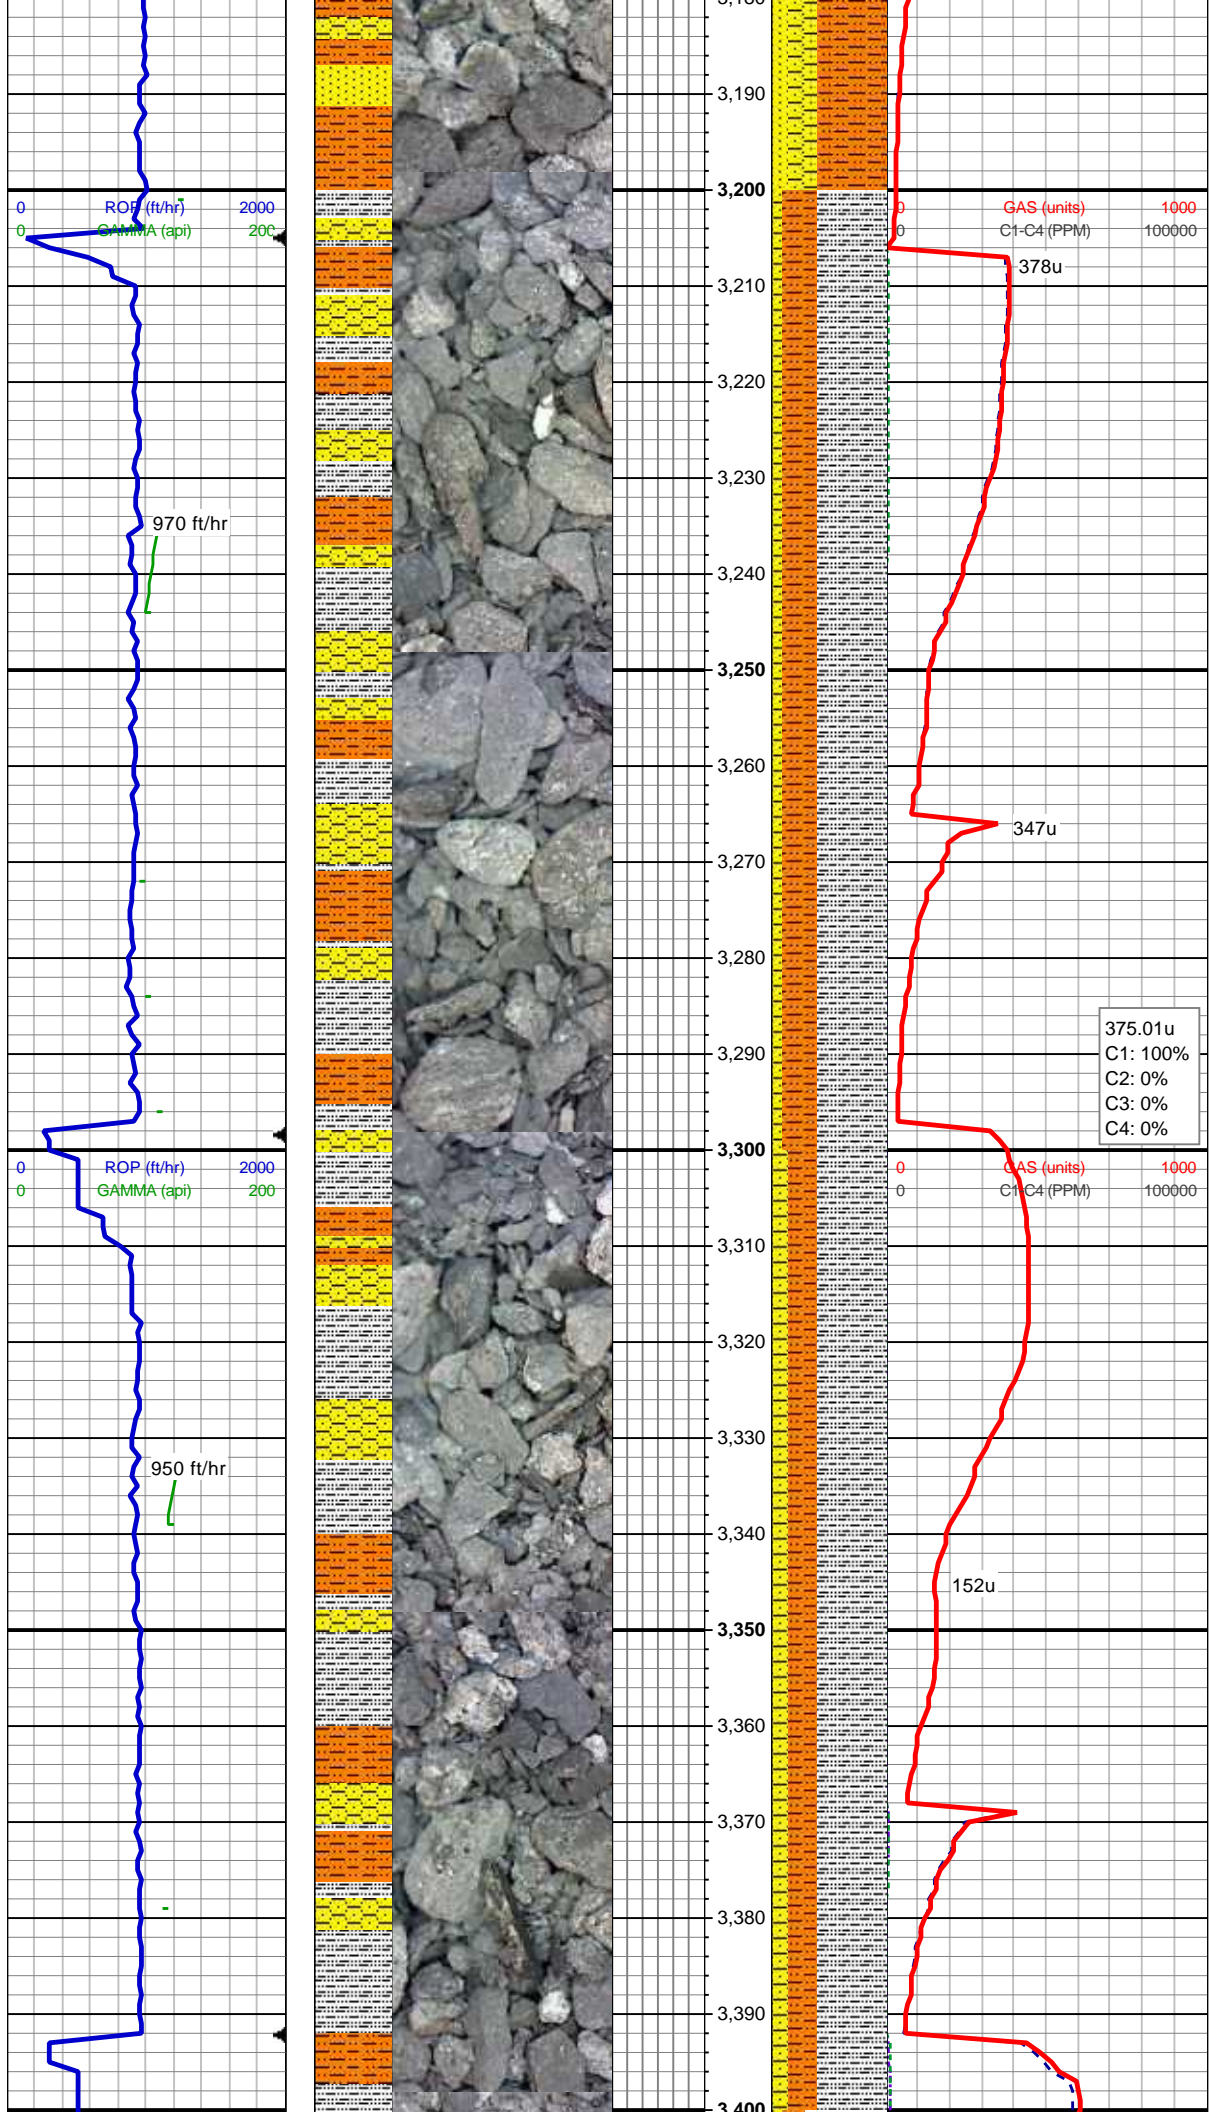 3,180
3,190
3,200
0 ROP (ft/hr) 2000
0 GAMMA (api) 200
0 GAS (units) 1000
0 C1-C4 (PPM) 100000
378u
3,210
3,220
3,230
970 ft/hr
3,240
3,250
3,260
347u
3,270
3,280
375.01u
C1: 100%
C2: 0%
C3: 0%
C4: 0%
3,290
3,300
0 ROP (ft/hr) 2000
0 GAMMA (api) 200
0 GAS (units) 1000
0 C1-C4 (PPM) 100000
3,310
3,320
3,330
950 ft/hr
3,340
152u
3,350
3,360
3,370
3,380
3,390
3,400